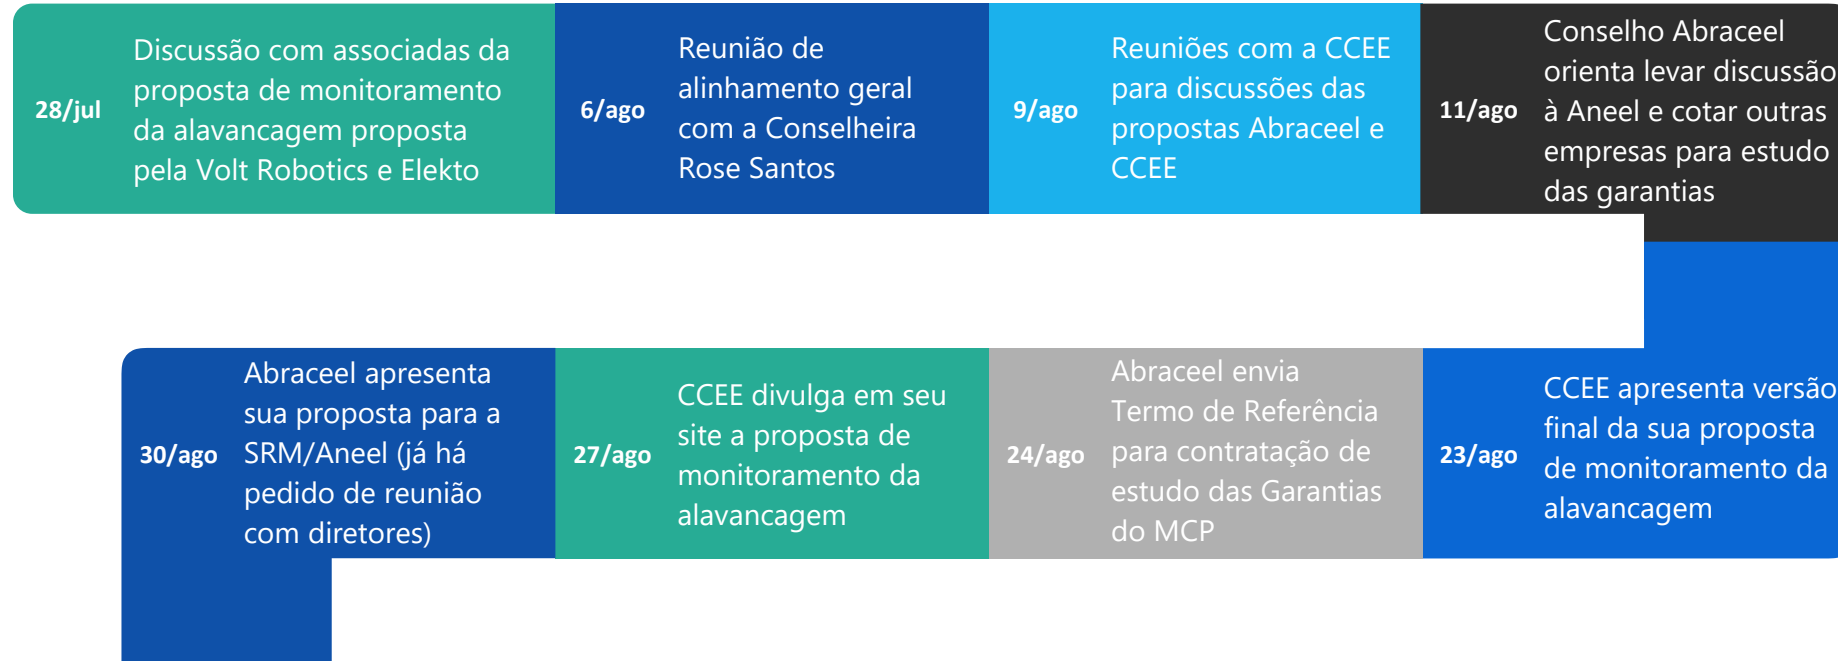 28/jul
Discussão com associadas da
proposta de monitoramento
da alavancagem proposta
pela Volt Robotics e Elekto
6/ago
Reunião de
alinhamento geral
com a Conselheira
Rose Santos
9/ago
Reuniões com a CCEE
para discussões das
propostas Abraceel e
CCEE
11/ago
Conselho Abraceel
orienta levar discussão
à Aneel e cotar outras
empresas para estudo
das garantias
30/ago
Abraceel apresenta
sua proposta para a
SRM/Aneel (já há
pedido de reunião
com diretores)
27/ago
CCEE divulga em seu
site a proposta de
monitoramento da
alavancagem
24/ago
Abraceel envia
Termo de Referência
para contratação de
estudo das Garantias
do MCP
23/ago
CCEE apresenta versão
final da sua proposta
de monitoramento da
alavancagem